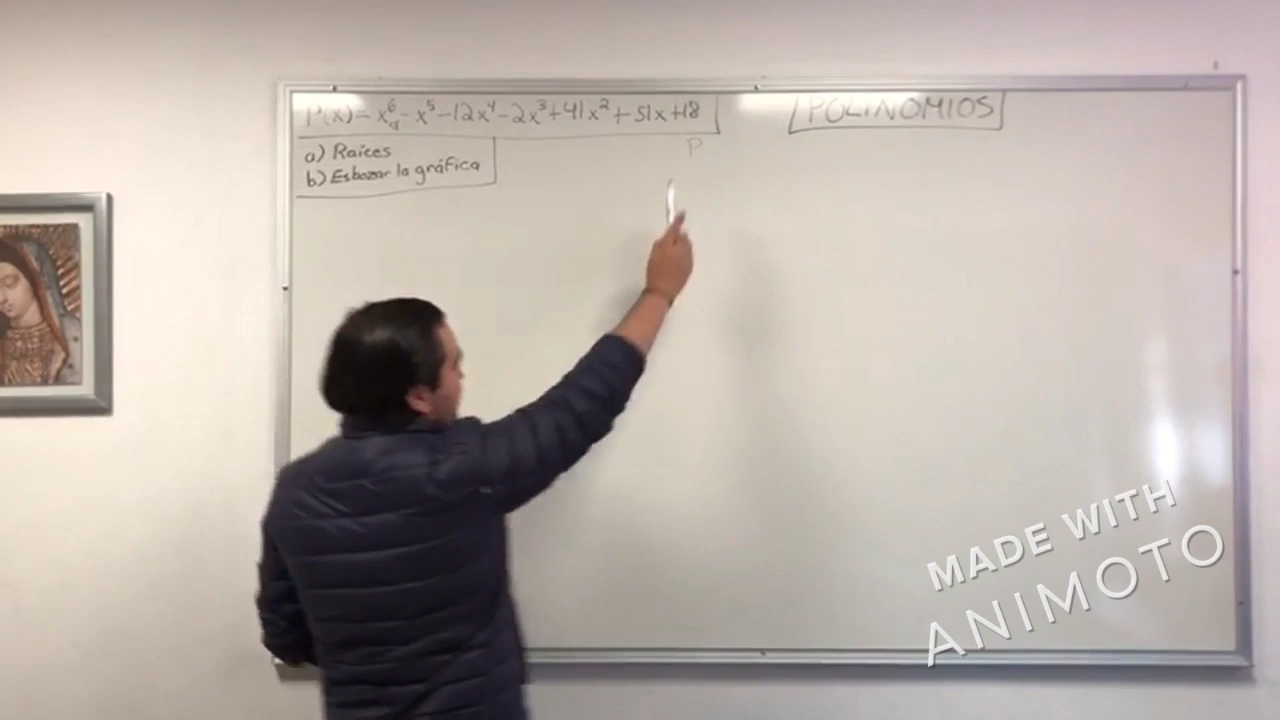 P(x) = x⁶ - x⁵ - 12x⁴ - 2x³ + 41x² + 51x + 18
POLINOMIOS
a) Raíces
b) Esbozar la gráfica
P
q
MADE WITH
ANIMOTO